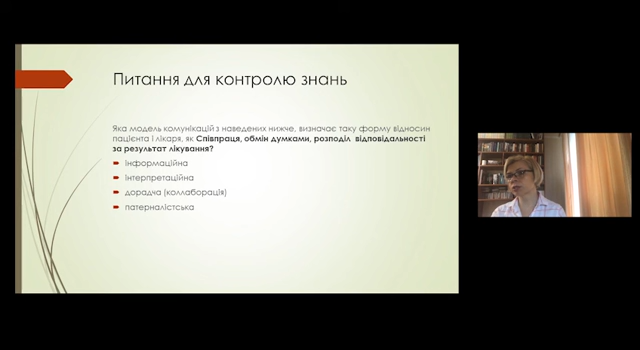 Питання для контролю знань
Яка модель комунікацій з наведених нижче, визначає таку форму відносин
пацієнта і лікаря, як Співпраця, обмін думками, розподіл відповідальності
за результат лікування?
інформаційна
інтерпретаційна
дорадча (коллаборація)
патерналістська